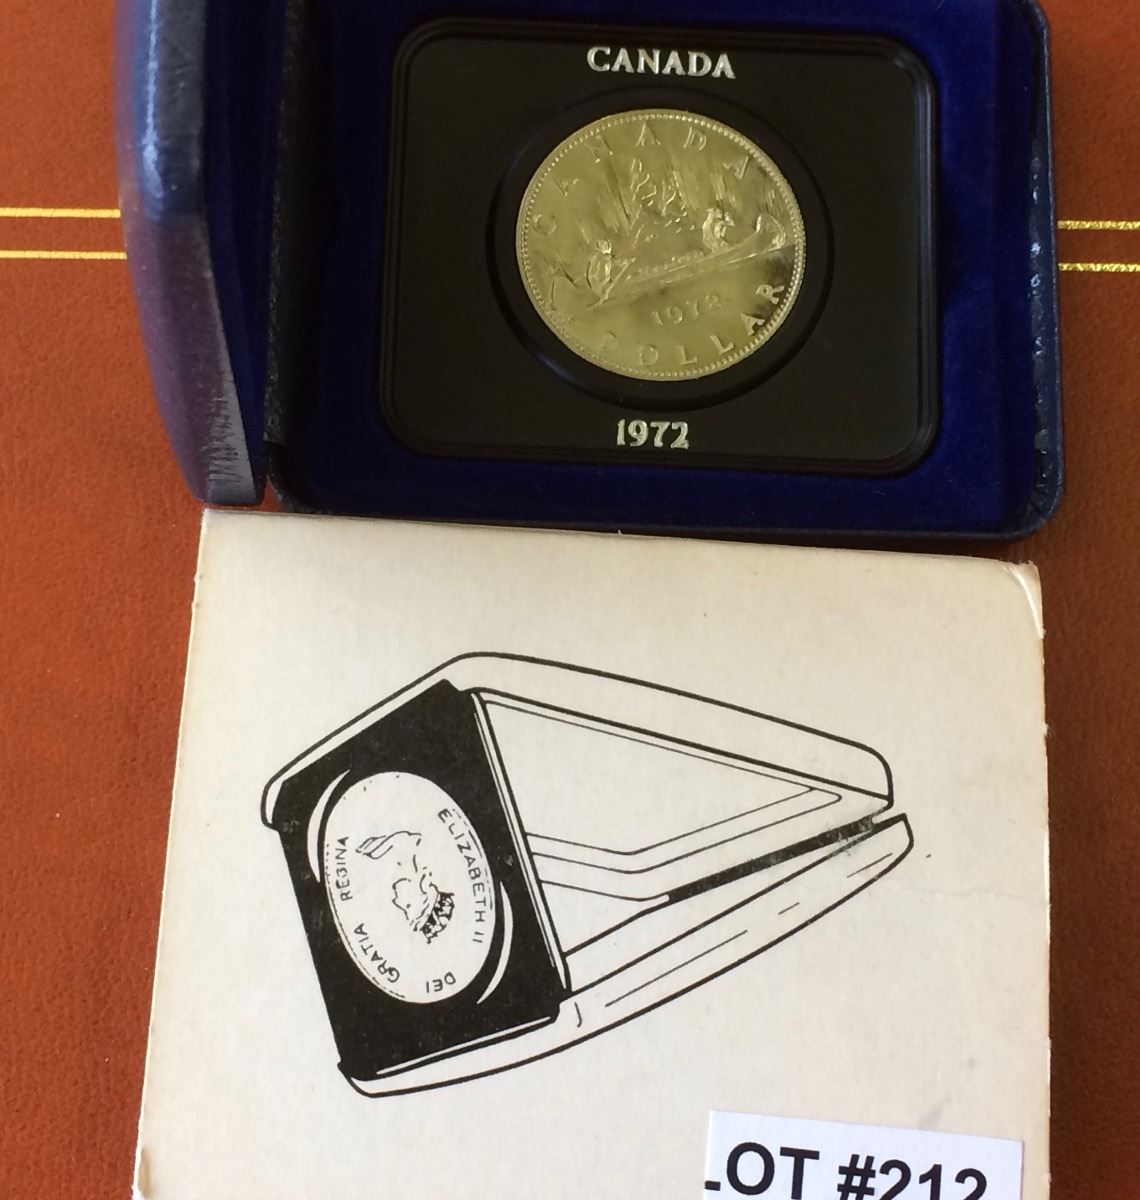 CANADA
CANADA
1972
DOLLAR
1972
ELIZABETH II
DEI GRATIA REGINA
LOT #212